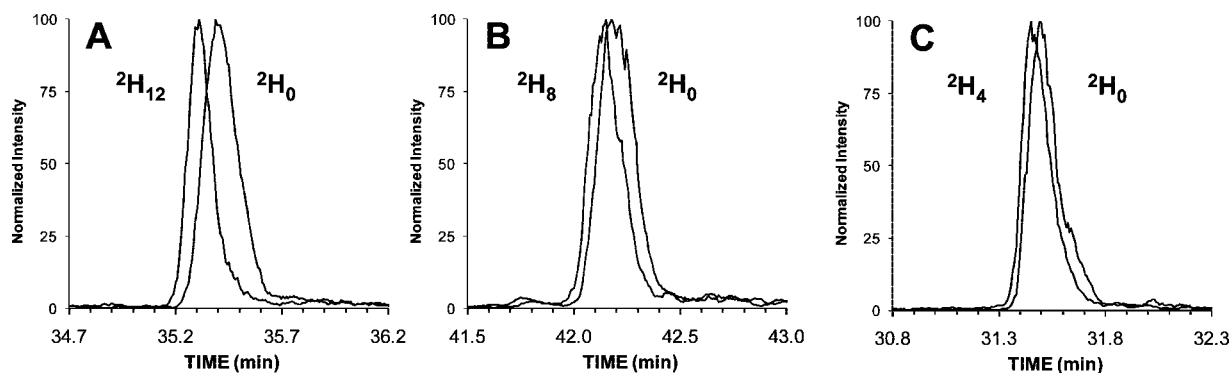 A
²H₁₂ ²H₀
100
75
50
25
0
Normalized Intensity
34.7 35.2 35.7 36.2
TIME (min)
B
²H₈ ²H₀
100
75
50
25
0
Normalized Intensity
41.5 42.0 42.5 43.0
TIME (min)
C
²H₄ ²H₀
100
75
50
25
0
Normalized Intensity
30.8 31.3 31.8 32.3
TIME (min)